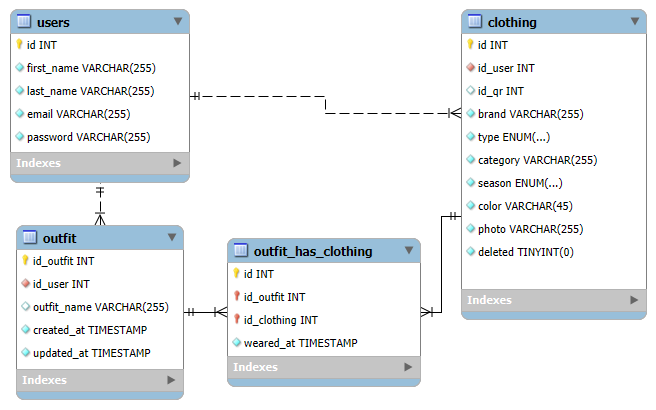 users
id INT
first_name VARCHAR(255)
last_name VARCHAR(255)
email VARCHAR(255)
password VARCHAR(255)
Indexes
clothing
id INT
id_user INT
id_qr INT
brand VARCHAR(255)
type ENUM(...)
category VARCHAR(255)
season ENUM(...)
color VARCHAR(45)
photo VARCHAR(255)
deleted TINYINT(0)
Indexes
outfit
id_outfit INT
id_user INT
outfit_name VARCHAR(255)
created_at TIMESTAMP
updated_at TIMESTAMP
Indexes
outfit_has_clothing
id INT
id_outfit INT
id_clothing INT
weared_at TIMESTAMP
Indexes